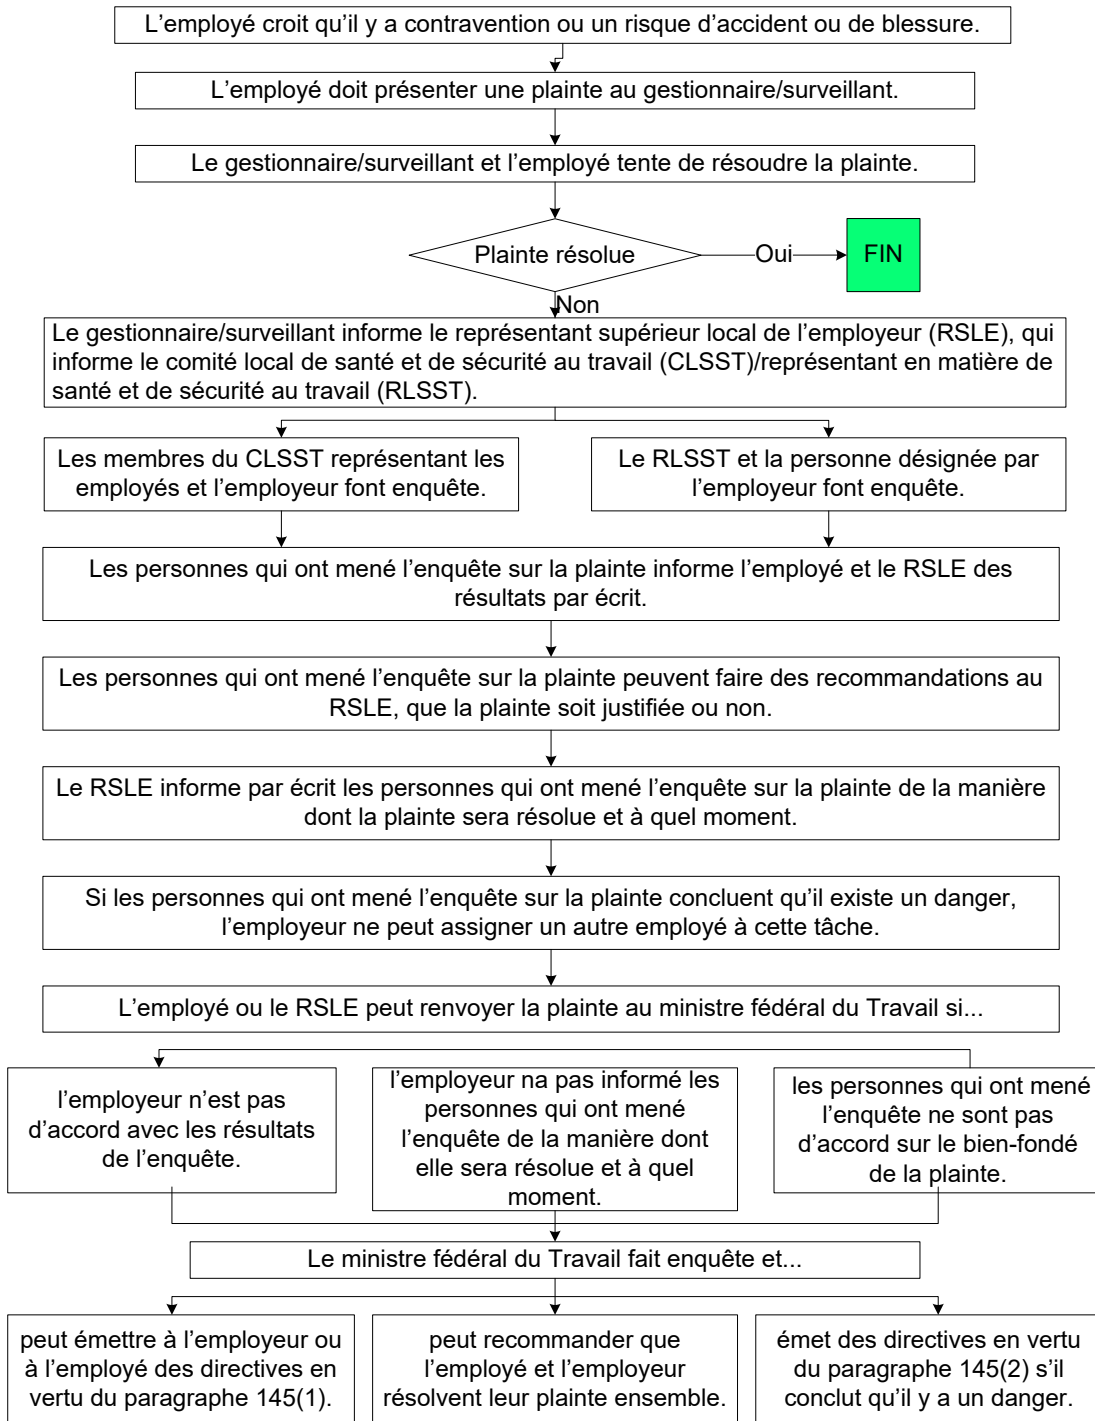 L'employé croit qu'il y a contravention ou un risque d'accident ou de blessure.
L'employé doit présenter une plainte au gestionnaire/surveillant.
Le gestionnaire/surveillant et l'employé tente de résoudre la plainte.
Plainte résolue
Oui
FIN
Non
Le gestionnaire/surveillant informe le représentant supérieur local de l'employeur (RSLE), qui
informe le comité local de santé et de sécurité au travail (CLSST)/représentant en matière de
santé et de sécurité au travail (RLSST).
Les membres du CLSST représentant les
employés et l'employeur font enquête.
Le RLSST et la personne désignée par
l'employeur font enquête.
Les personnes qui ont mené l'enquête sur la plainte informe l'employé et le RSLE des
résultats par écrit.
Les personnes qui ont mené l'enquête sur la plainte peuvent faire des recommandations au
RSLE, que la plainte soit justifiée ou non.
Le RSLE informe par écrit les personnes qui ont mené l'enquête sur la plainte de la manière
dont la plainte sera résolue et à quel moment.
Si les personnes qui ont mené l'enquête sur la plainte concluent qu'il existe un danger,
l'employeur ne peut assigner un autre employé à cette tâche.
L'employé ou le RSLE peut renvoyer la plainte au ministre fédéral du Travail si...
l'employeur n'est pas
d'accord avec les résultats
de l'enquête.
l'employeur na pas informé les
personnes qui ont mené
l'enquête de la manière dont
elle sera résolue et à quel
moment.
les personnes qui ont mené
l'enquête ne sont pas
d'accord sur le bien-fondé
de la plainte.
Le ministre fédéral du Travail fait enquête et...
peut émettre à l'employeur ou
à l'employé des directives en
vertu du paragraphe 145(1).
peut recommander que
l'employé et l'employeur
résolvent leur plainte ensemble.
émet des directives en vertu
du paragraphe 145(2) s'il
conclut qu'il y a un danger.